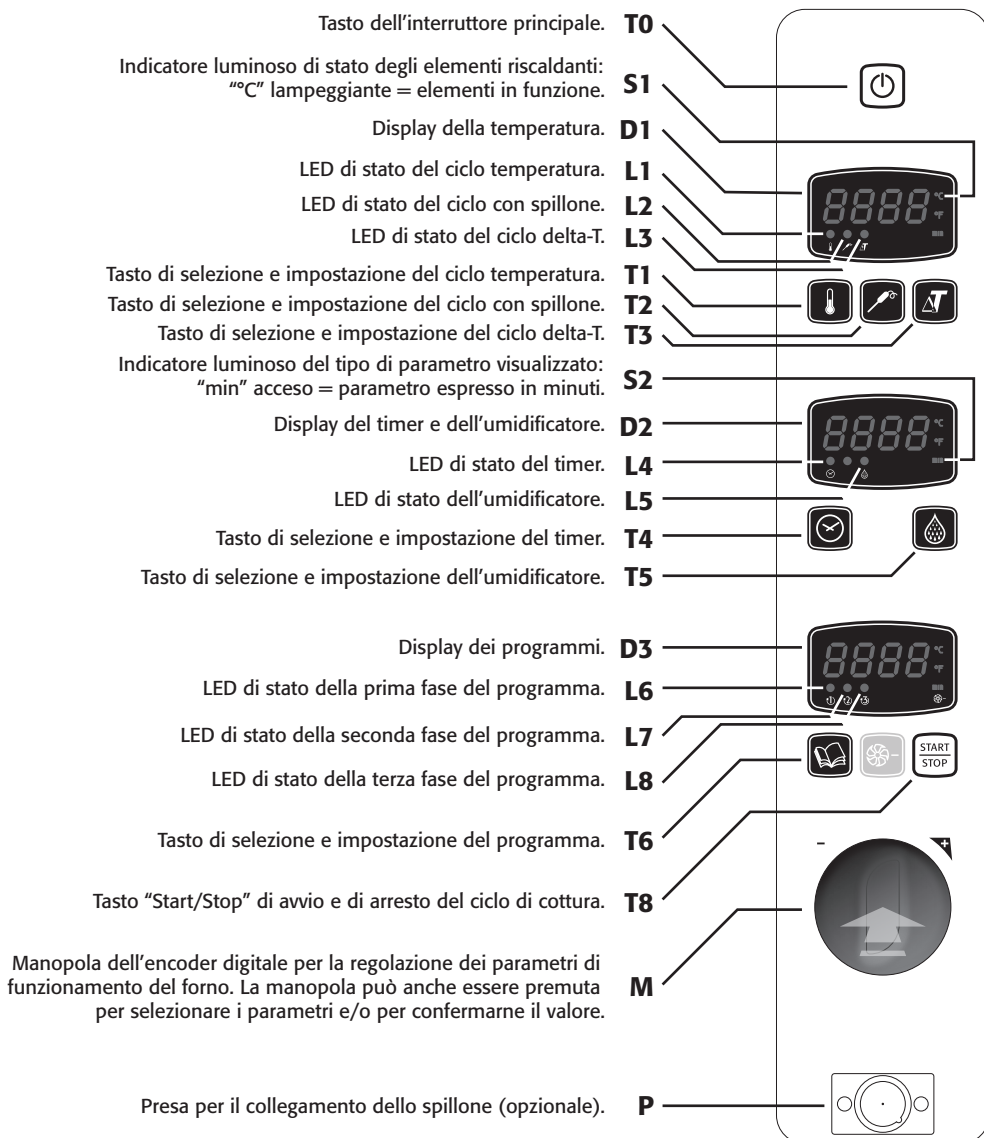 Tasto dell’interruttore principale. T0
Indicatore luminoso di stato degli elementi riscaldanti:
“°C” lampeggiante = elementi in funzione. S1
Display della temperatura. D1
LED di stato del ciclo temperatura. L1
LED di stato del ciclo con spillone. L2
LED di stato del ciclo delta-T. L3
Tasto di selezione e impostazione del ciclo temperatura. T1
Tasto di selezione e impostazione del ciclo con spillone. T2
Tasto di selezione e impostazione del ciclo delta-T. T3
Indicatore luminoso del tipo di parametro visualizzato:
“min” acceso = parametro espresso in minuti. S2
Display del timer e dell’umidificatore. D2
LED di stato del timer. L4
LED di stato dell’umidificatore. L5
Tasto di selezione e impostazione del timer. T4
Tasto di selezione e impostazione dell’umidificatore. T5
Display dei programmi. D3
LED di stato della prima fase del programma. L6
LED di stato della seconda fase del programma. L7
LED di stato della terza fase del programma. L8
Tasto di selezione e impostazione del programma. T6
Tasto “Start/Stop” di avvio e di arresto del ciclo di cottura. T8
Manopola dell’encoder digitale per la regolazione dei parametri di
funzionamento del forno. La manopola può anche essere premuta
per selezionare i parametri e/o per confermarne il valore.
M
Presa per il collegamento dello spillone (opzionale). P
8888 °C
°F
ΔT
ΔT
8888 °C
°F
8888 °C
°F
1 2 3
START
STOP
- +